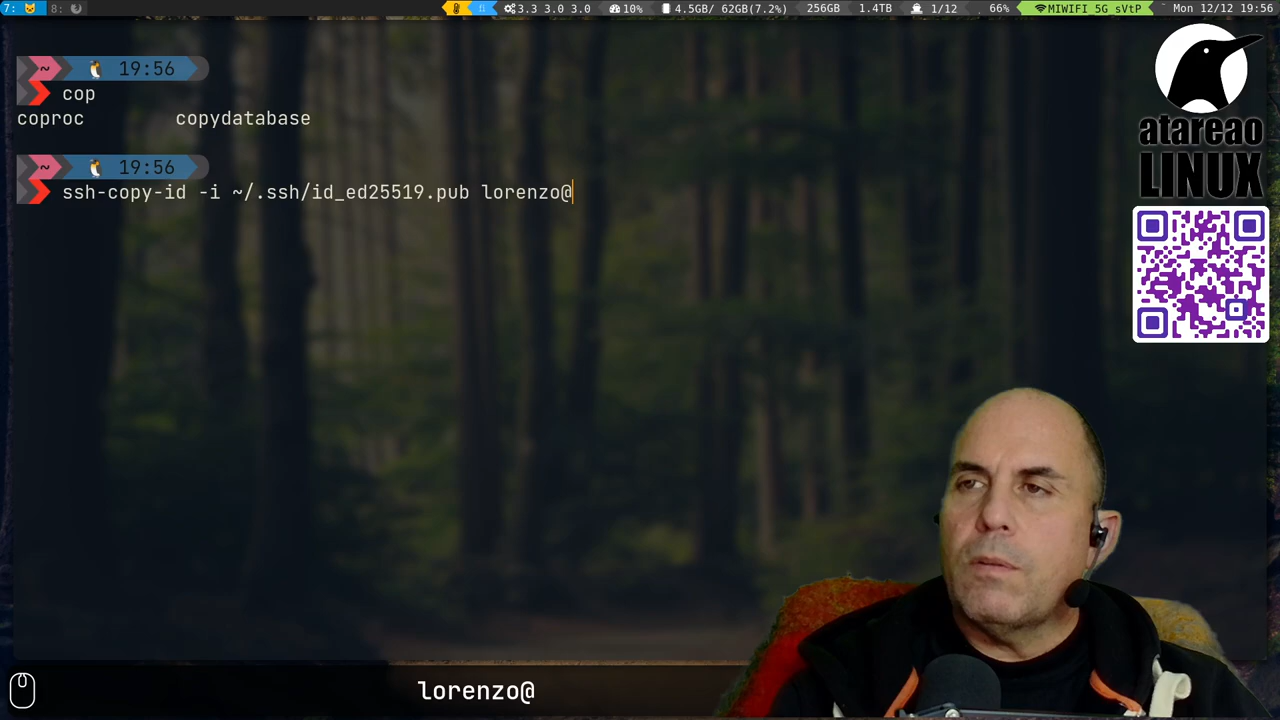 7: 8: 3.3 3.0 3.0 10% 4.5GB/ 62GB(7.2%) 256GB 1.4TB 1/12 66% MIWIFI 5G sVtP Mon 12/12 19:56
~ 19:56
cop
coproc copydatabase
~ 19:56
ssh-copy-id -i ~/.ssh/id_ed25519.pub lorenzo@
atareao
LINUX
lorenzo@